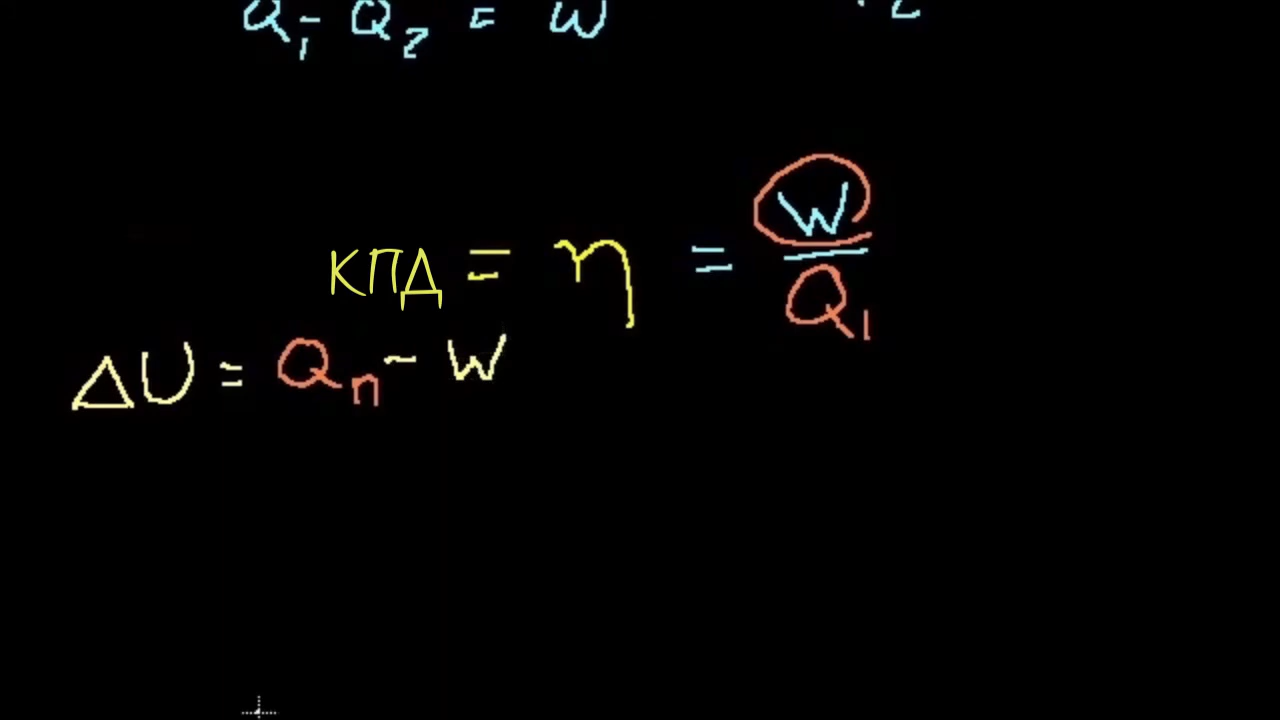 Q₁ - Q₂ = W
КПД = η = W/Q₁
ΔU = Qₙ - W